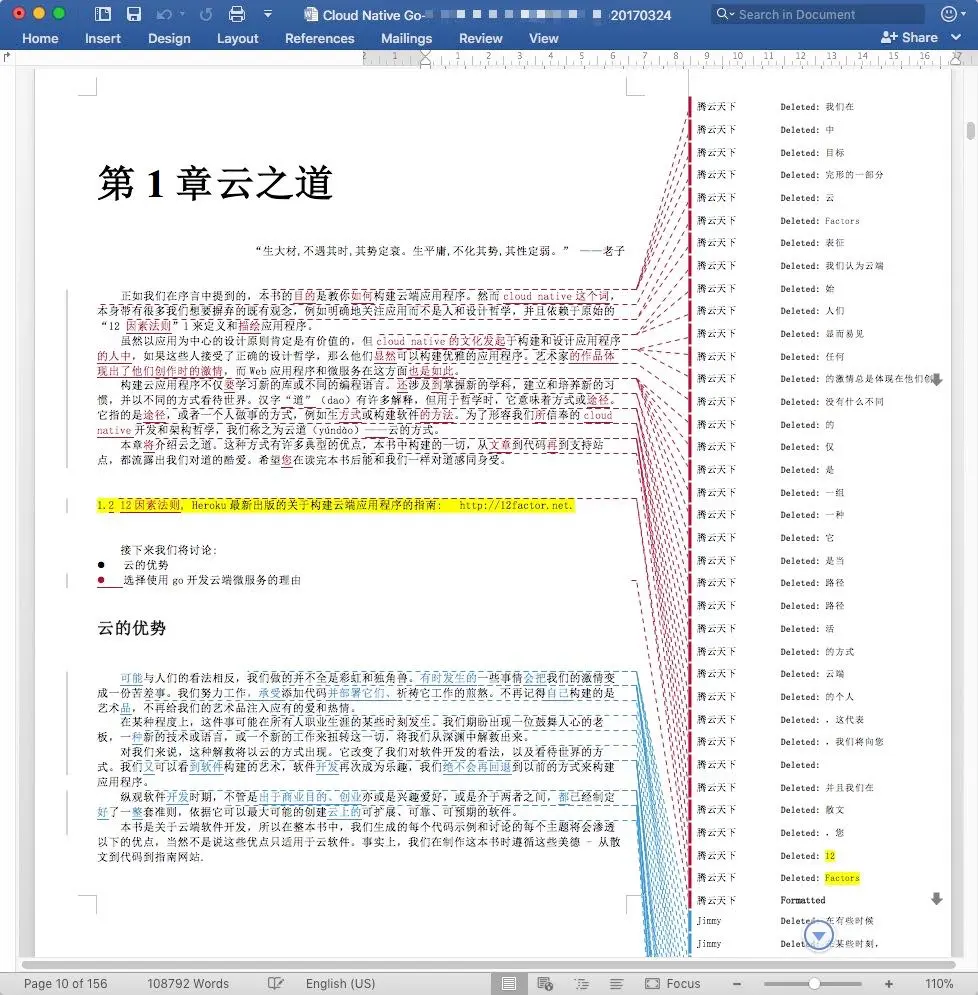 Cloud Native Go- 20170324
Search in Document
Home Insert Design Layout References Mailings Review View Share
2 1 1 2 3 4 5 6 7 8 9 10 11 12 13 14 15 16 17
第 1 章云之道
“生大材,不遇其时,其势定衰。生平庸,不化其势,其性定弱。” ——老子
正如我们在序言中提到的,本书的目的是教你如何构建云端应用程序。然而 cloud native 这个词,
本身带有很多我们想要摒弃的既有观念,例如明确地关注应用而不是人和设计哲学,并且依赖于原始的
“12 因素法则”1 来定义和描绘应用程序。
虽然以应用为中心的设计原则肯定是有价值的,但 cloud native 的文化发起于构建和设计应用程序
的人中,如果这些人接受了正确的设计哲学,那么他们显然可以构建优雅的应用程序。艺术家的作品体
现出了他们创作时的激情,而 Web 应用程序和微服务在这方面也是如此。
构建云应用程序不仅要学习新的库或不同的编程语言。还涉及到掌握新的学科,建立和培养新的习
惯,并以不同的方式看待世界。汉字“道”（dao）有许多解释,但用于哲学时,它意味着方式或途径。
它指的是途径,或者一个人做事的方式,例如生方式或构建软件的方法。为了形容我们所信奉的 cloud
native 开发和架构哲学,我们称之为云道（yúndào）——云的方式。
本章将介绍云之道。这种方式有许多典型的优点,本书中构建的一切,从文章到代码再到支持站
点,都流露出我们对道的酷爱。希望您在读完本书后能和我们一样对道感同身受。
1.2 12 因素法则, Heroku 最新出版的关于构建云端应用程序的指南: http://12factor.net.
接下来我们将讨论:
● 云的优势
● 选择使用 go 开发云端微服务的理由
云的优势
可能与人们的看法相反,我们做的并不全是彩虹和独角兽。有时发生的一些事情会把我们的激情变
成一份苦差事。我们努力工作,承受添加代码并部署它们、祈祷它工作的煎熬。不再记得自己构建的是
艺术品,不再给我们的艺术品注入应有的爱和热情。
在某种程度上,这件事可能在所有人职业生涯的某些时刻发生。我们期盼出现一位鼓舞人心的老
板,一种新的技术或语言,或一个新的工作来扭转这一切,将我们从深渊中解救出来。
对我们来说,这种解救将以云的方式出现。它改变了我们对软件开发的看法,以及看待世界的方
式。我们又可以看到软件构建的艺术,软件开发再次成为乐趣,我们绝不会再回退到以前的方式来构建
应用程序。
纵观软件开发时期,不管是出于商业目的、创业亦或是兴趣爱好,或是介于两者之间,都已经制定
好了一整套准则,依据它可以最大可能的创建云上的可扩展、可靠、可预期的软件。
本书是关于云端软件开发,所以在整本书中,我们生成的每个代码示例和讨论的每个主题将会渗透
以下的优点,当然不是说这些优点只适用于云软件。事实上,我们在制作这本书时遵循这些美德 - 从散
文到代码到指南网站.
腾云天下 Deleted: 我们在
腾云天下 Deleted: 中
腾云天下 Deleted: 目标
腾云天下 Deleted: 完形的一部分
腾云天下 Deleted: 云
腾云天下 Deleted: Factors
腾云天下 Deleted: 表征
腾云天下 Deleted: 我们认为云端
腾云天下 Deleted: 始
腾云天下 Deleted: 人们
腾云天下 Deleted: 显而易见
腾云天下 Deleted: 任何
腾云天下 Deleted: 的激情总是体现在他们创
腾云天下 Deleted: 没有什么不同
腾云天下 Deleted: 的
腾云天下 Deleted: 仅
腾云天下 Deleted: 是
腾云天下 Deleted: 一组
腾云天下 Deleted: 一种
腾云天下 Deleted: 它
腾云天下 Deleted: 是当
腾云天下 Deleted: 路径
腾云天下 Deleted: 路径
腾云天下 Deleted: 活
腾云天下 Deleted: 的方式
腾云天下 Deleted: 云端
腾云天下 Deleted: 的个人
腾云天下 Deleted: ,这代表
腾云天下 Deleted: ,我们将向您
腾云天下 Deleted:
腾云天下 Deleted: 并且我们在
腾云天下 Deleted: 散文
腾云天下 Deleted: ,您
腾云天下 Deleted: 12
腾云天下 Deleted: Factors
腾云天下 Formatted
Jimmy Deleted: 在有些时候
Jimmy 某些时刻,
Page 10 of 156 108792 Words English (US) Focus 110%